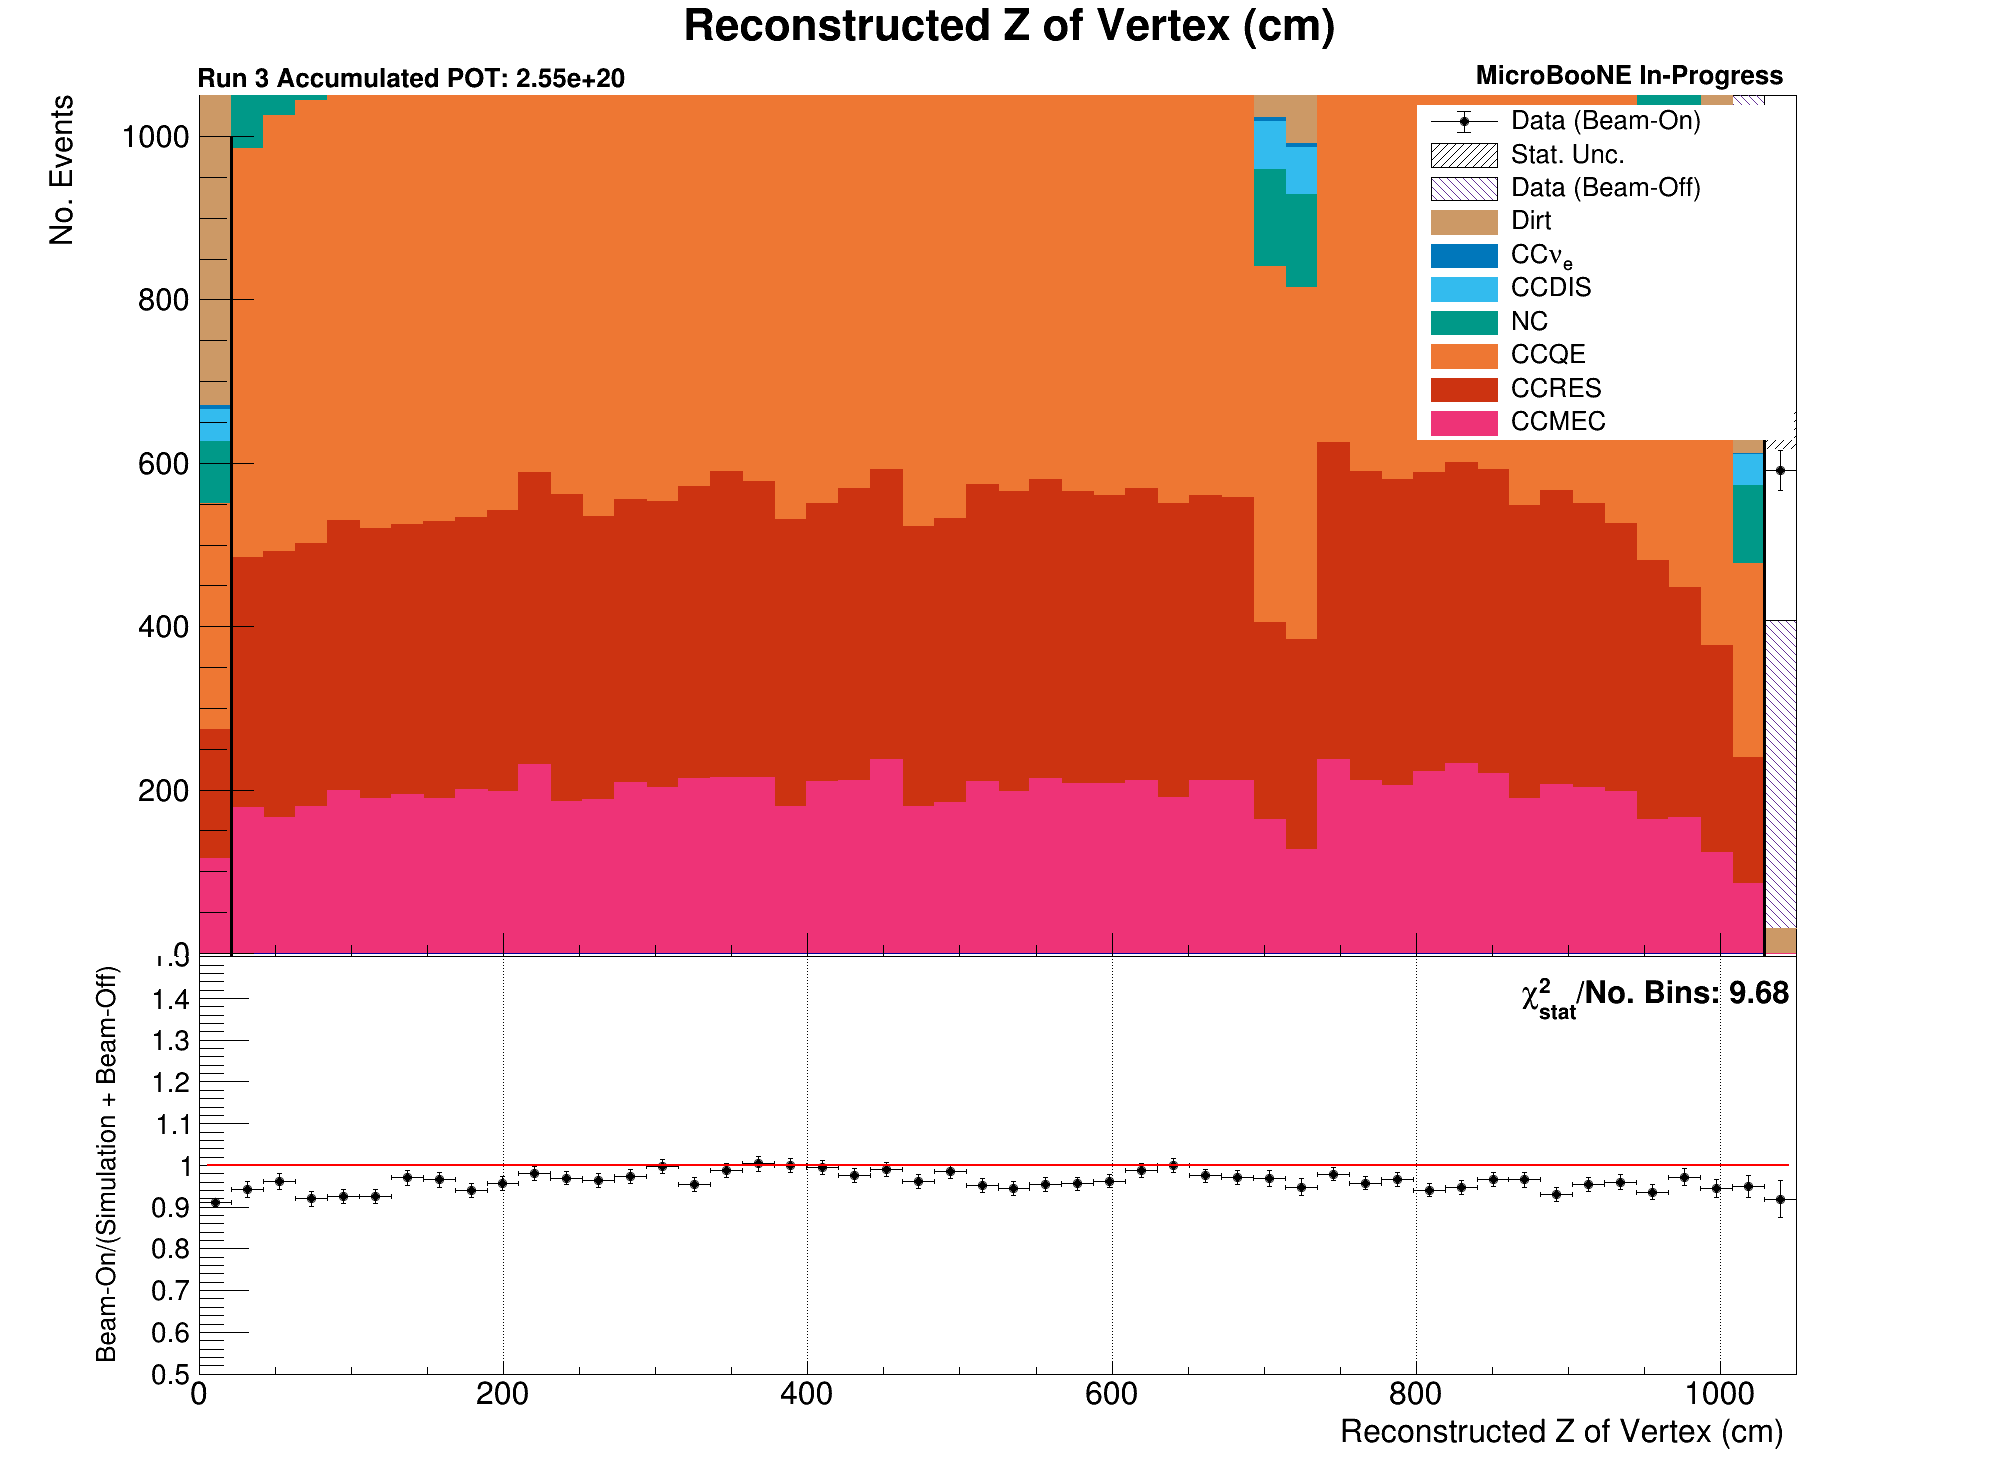 Reconstructed Z of Vertex (cm)
Run 3 Accumulated POT: 2.55e+20
MicroBooNE In-Progress
No. Events
1000
800
600
400
200
0
Data (Beam-On)
Stat. Unc.
Data (Beam-Off)
Dirt
CCνe
CCDIS
NC
CCQE
CCRES
CCMEC
Beam-On/(Simulation + Beam-Off)
1.5
1.4
1.3
1.2
1.1
1
0.9
0.8
0.7
0.6
0.5
χ²stat/No. Bins: 9.68
0 200 400 600 800 1000
Reconstructed Z of Vertex (cm)